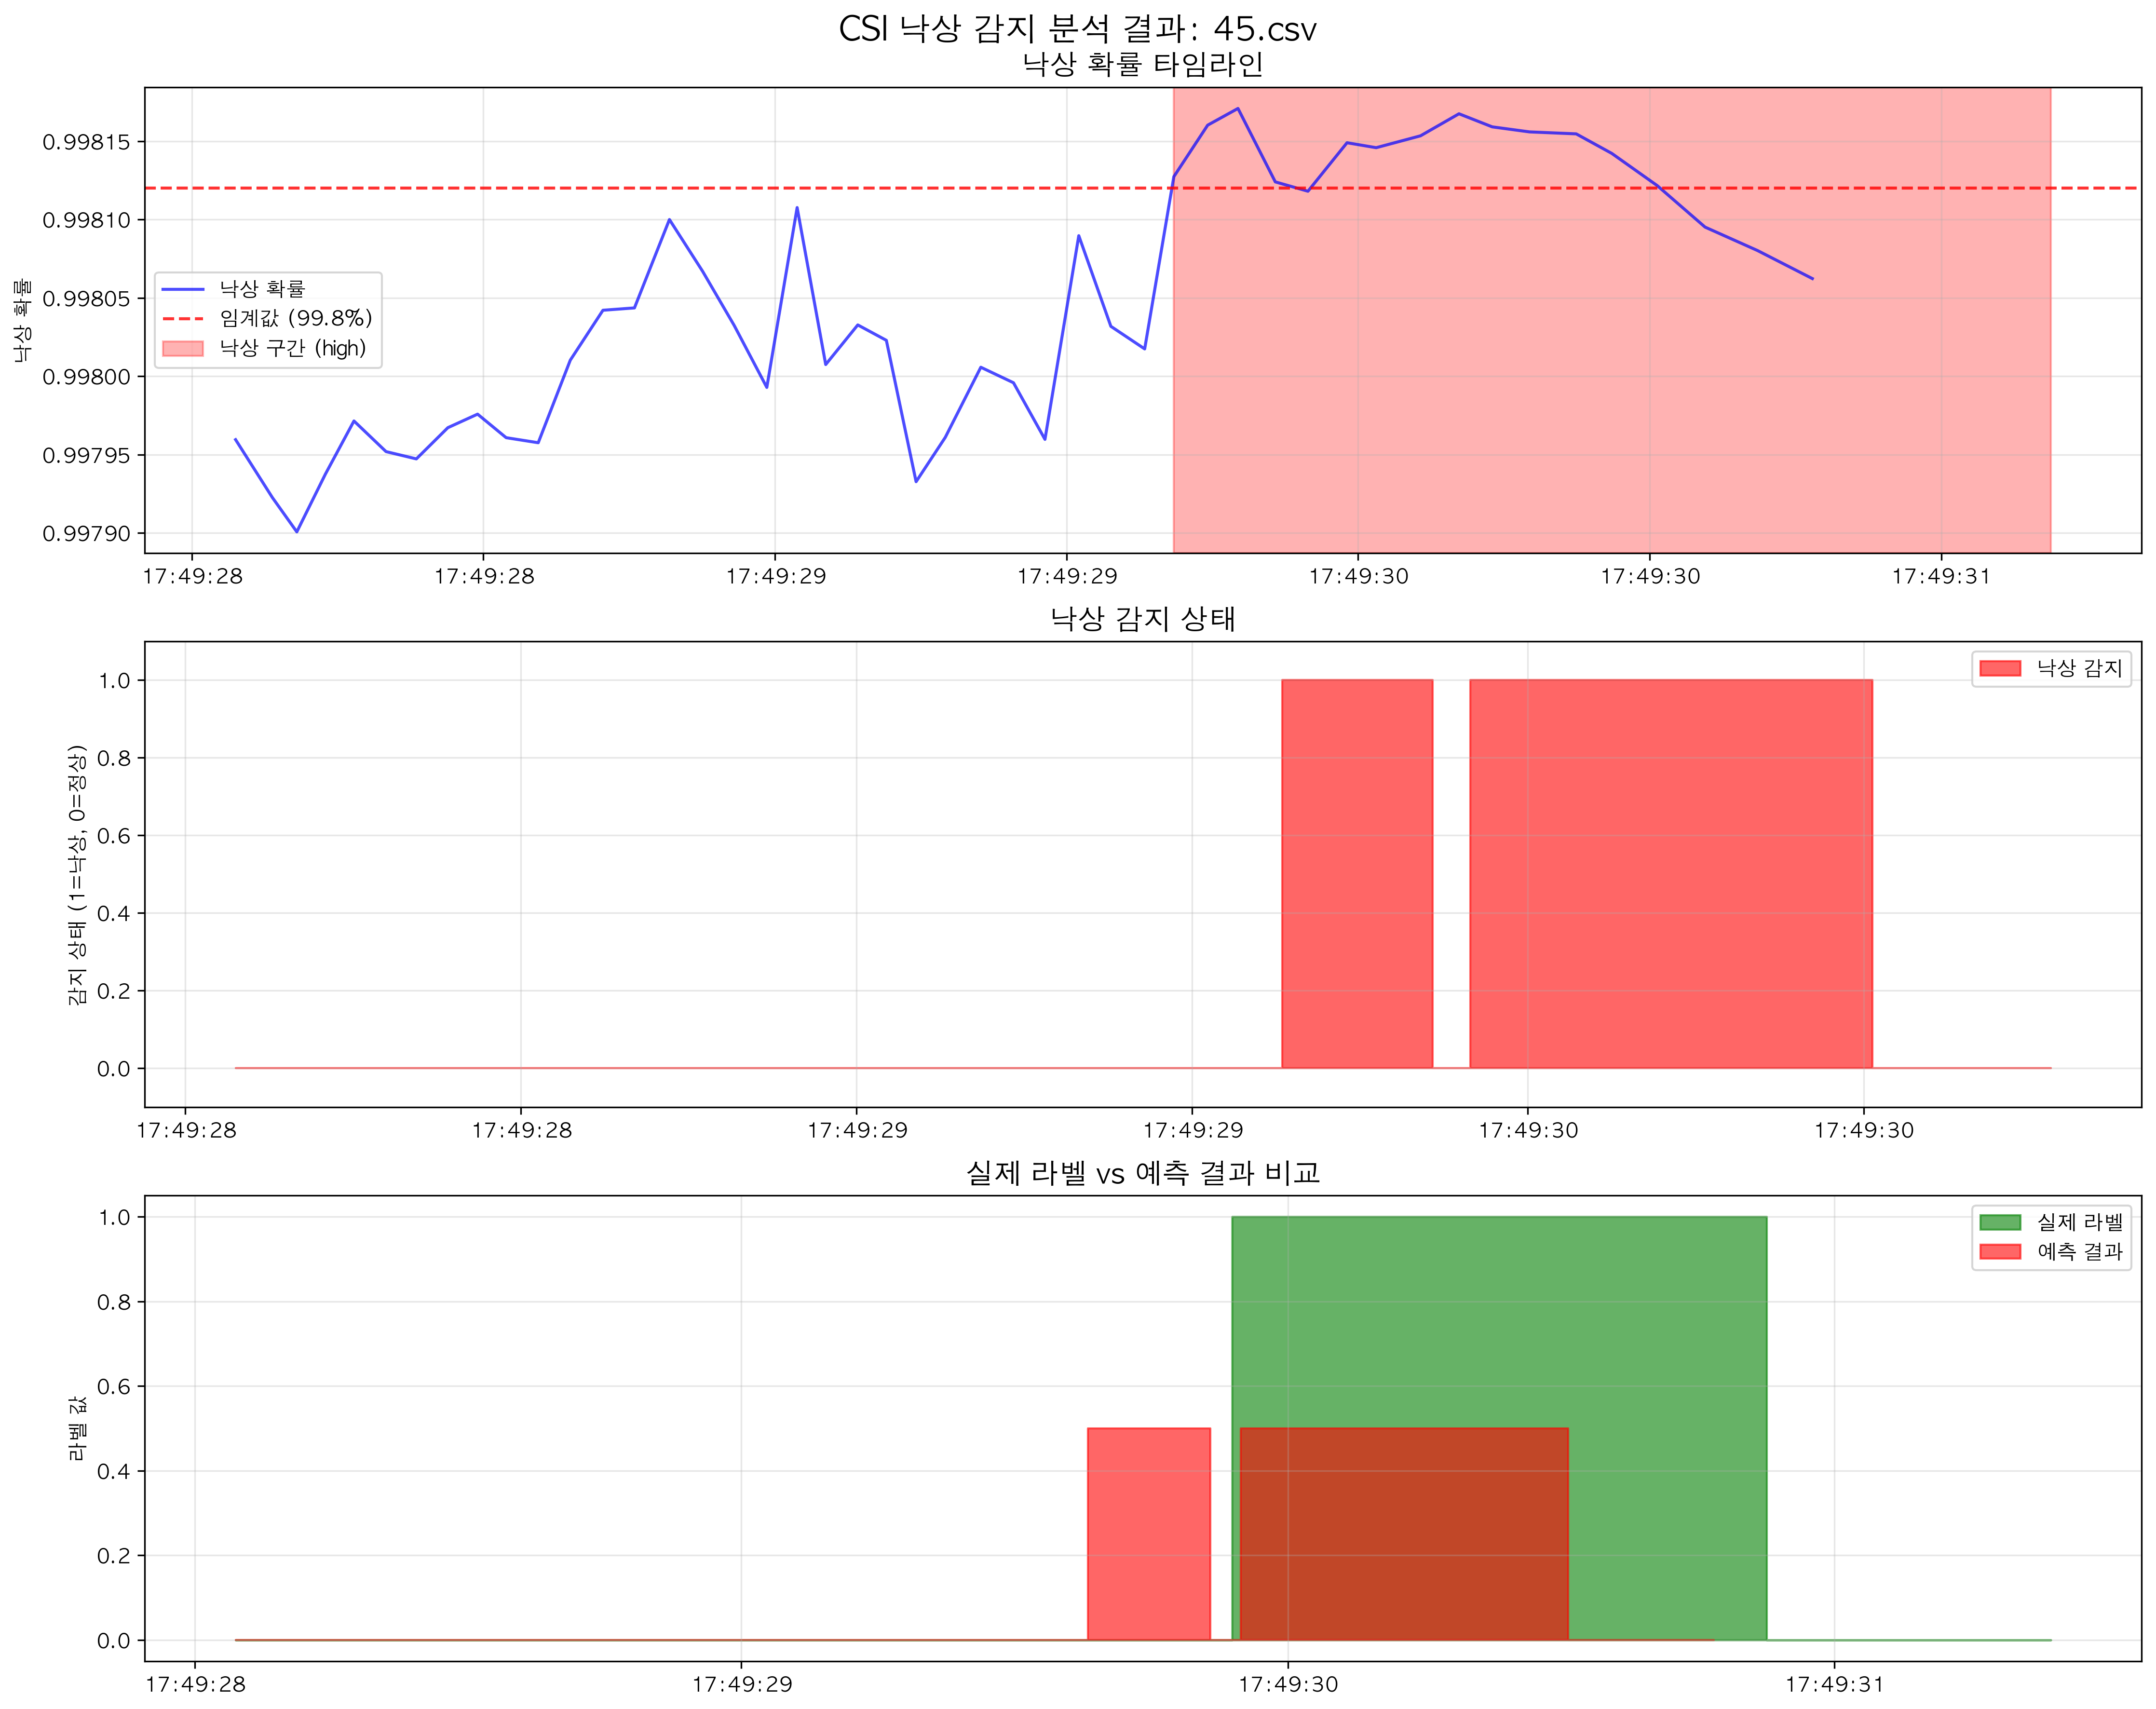 CSI 낙상 감지 분석 결과: 45.csv
낙상 확률 타임라인
낙상 확률
0.99815
0.99810
0.99805
0.99800
0.99795
0.99790
낙상 확률
임계값 (99.8%)
낙상 구간 (high)
17:49:28 17:49:28 17:49:29 17:49:29 17:49:30 17:49:30 17:49:31
낙상 감지 상태
감지 상태 (1=낙상, 0=정상)
1.0
0.8
0.6
0.4
0.2
0.0
낙상 감지
17:49:28 17:49:28 17:49:29 17:49:29 17:49:30 17:49:30
실제 라벨 vs 예측 결과 비교
라벨 값
1.0
0.8
0.6
0.4
0.2
0.0
실제 라벨
예측 결과
17:49:28 17:49:29 17:49:30 17:49:31